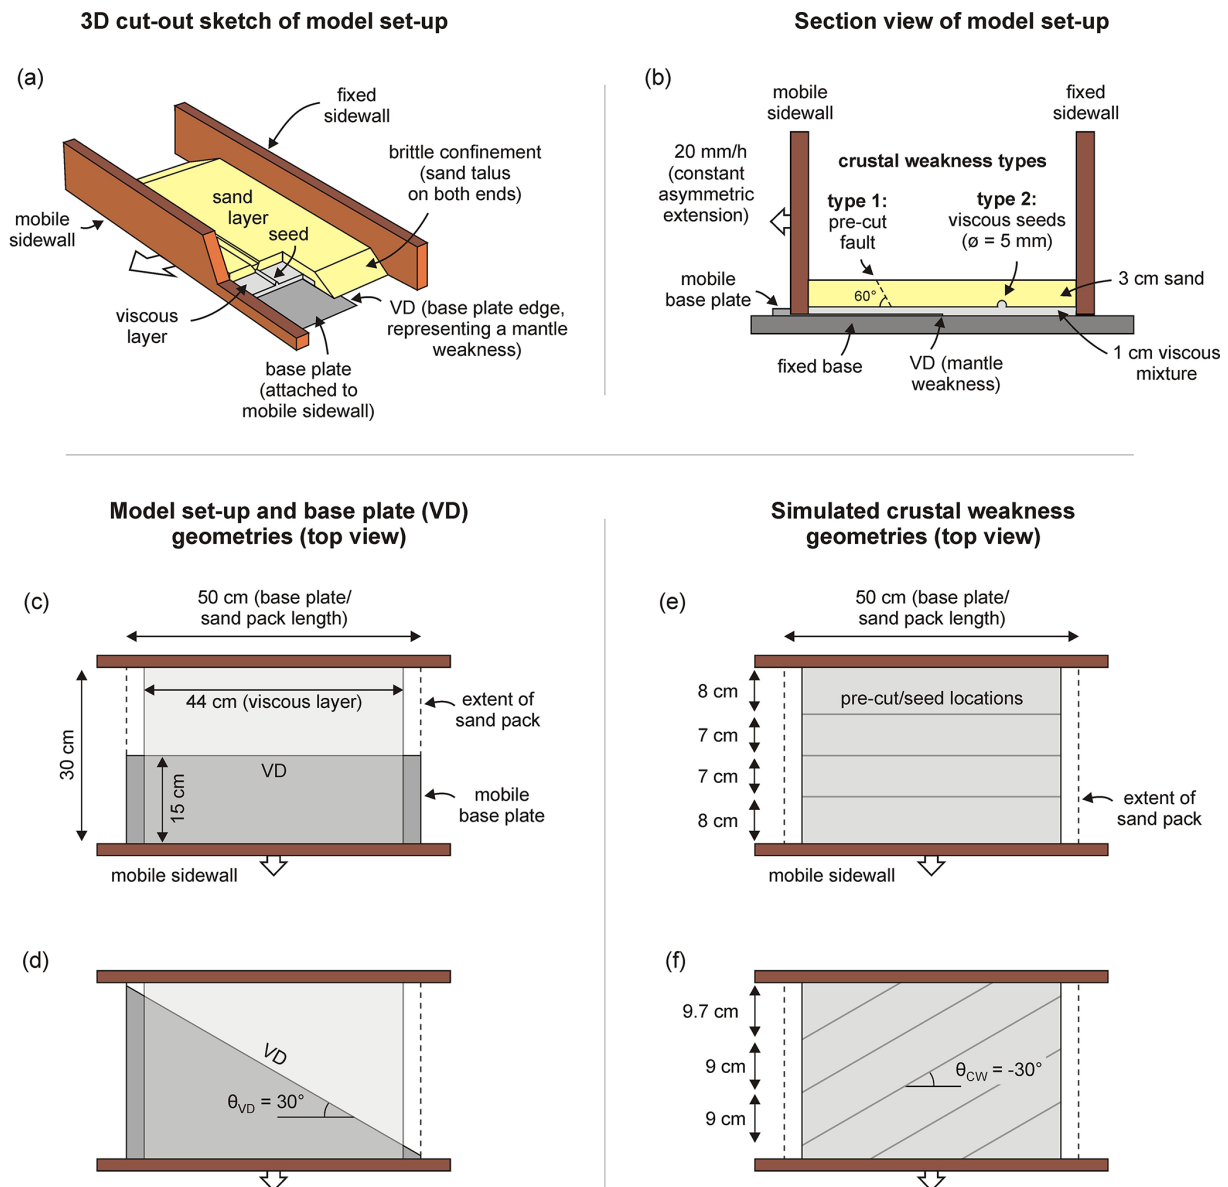 3D cut-out sketch of model set-up
(a)
fixed
sidewall
brittle confinement
(sand talus
on both ends)
sand
layer
seed
mobile
sidewall
viscous
layer
VD (base plate edge,
representing a mantle
weakness)
base plate
(attached to
mobile sidewall)
Section view of model set-up
(b)
mobile
sidewall
fixed
sidewall
20 mm/h
(constant
asymmetric
extension)
crustal weakness types
type 1:
pre-cut
fault
type 2:
viscous seeds
(ø = 5 mm)
60°
mobile
base plate
3 cm sand
fixed base
VD (mantle
weakness)
1 cm viscous
mixture
Model set-up and base plate (VD)
geometries (top view)
(c)
50 cm (base plate/
sand pack length)
44 cm (viscous layer)
extent of
sand pack
30 cm
VD
15 cm
mobile
base plate
mobile sidewall
(d)
VD
θVD = 30°
Simulated crustal weakness
geometries (top view)
(e)
50 cm (base plate/
sand pack length)
8 cm
pre-cut/seed locations
7 cm
7 cm
8 cm
extent of
sand pack
mobile sidewall
(f)
9.7 cm
9 cm
θCW = -30°
9 cm